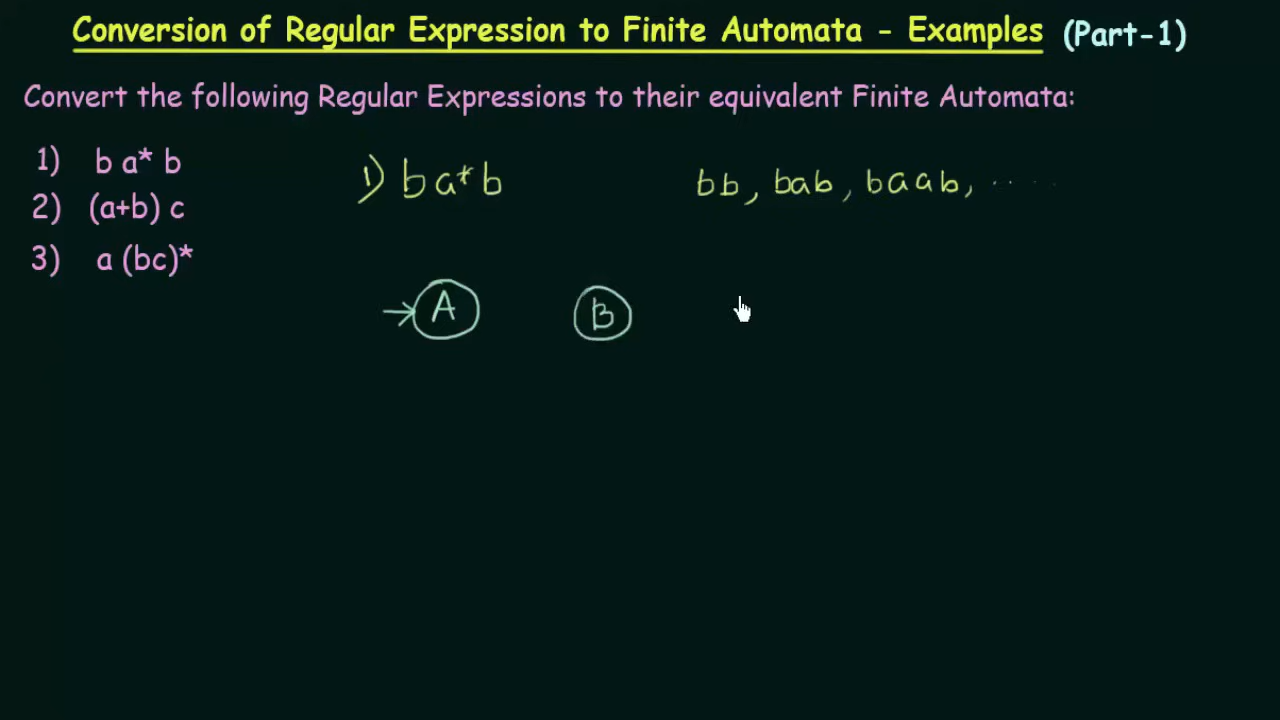 Conversion of Regular Expression to Finite Automata - Examples (Part-1)
Convert the following Regular Expressions to their equivalent Finite Automata:
1) b a* b
2) (a+b) c
3) a (bc)*
1) b a* b
bb, bab, baab, .....
A
B